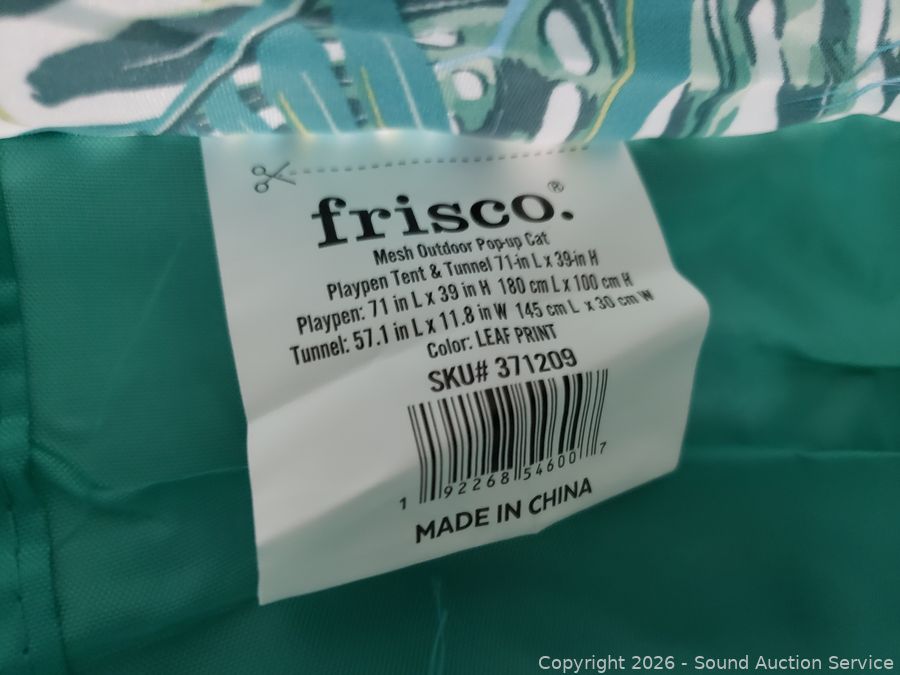 frisco.®
Mesh Outdoor Pop-up Cat
Playpen Tent & Tunnel 71-in L x 39-in H
Playpen: 71 in L x 39 in H 180 cm L x 100 cm H
Tunnel: 57.1 in L x 11.8 in W 145 cm L x 30 cm W
Color: LEAF PRINT
SKU# 371209
1 92268 54600 7
MADE IN CHINA
Copyright 2026 - Sound Auction Service